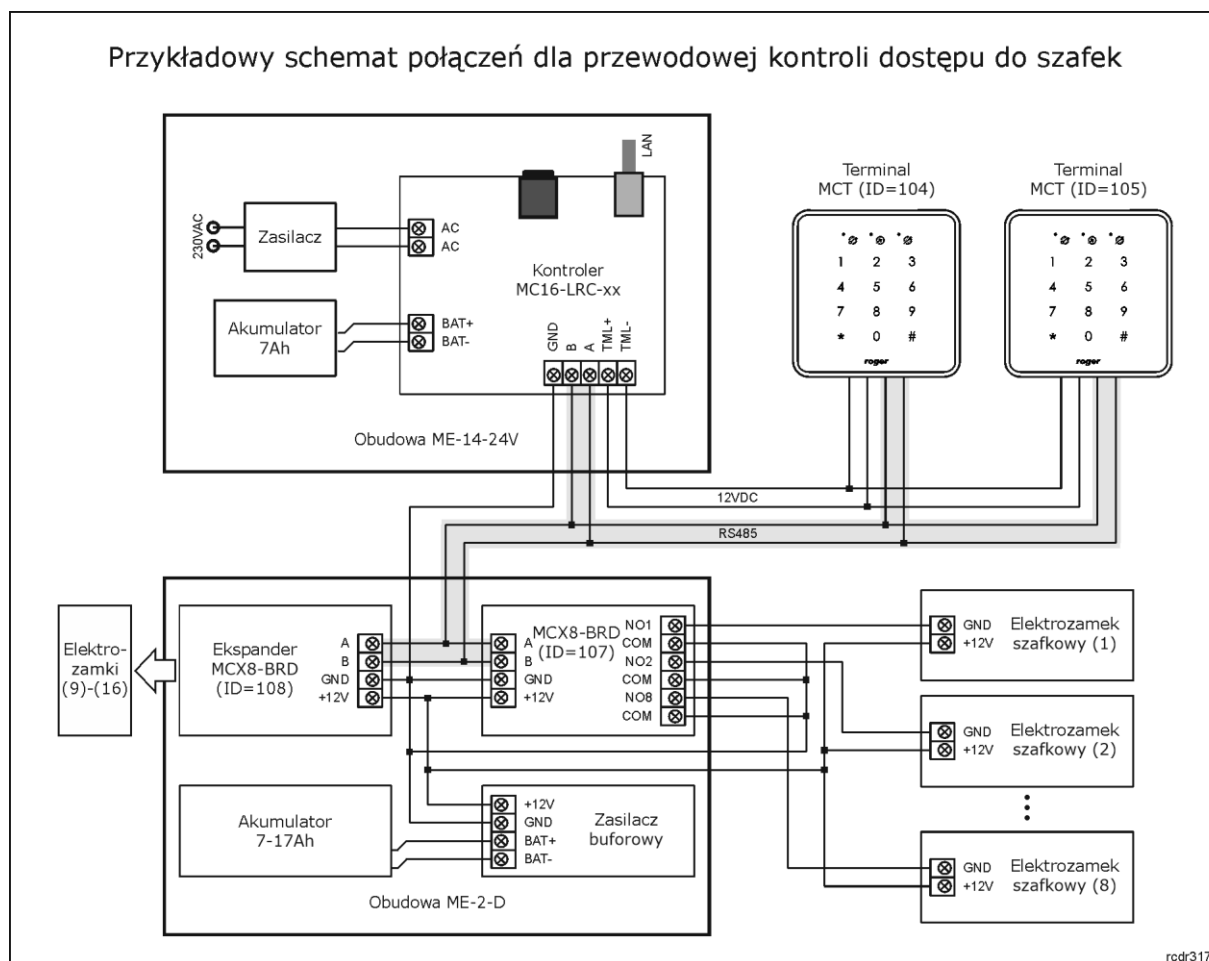 Przykładowy schemat połączeń dla przewodowej kontroli dostępu do szafek
LAN
230VAC
Zasilacz
AC
AC
Kontroler
MC16-LRC-xx
Akumulator
7Ah
BAT+
BAT-
GND
B
A
TML+
TML-
Obudowa ME-14-24V
Terminal
MCT (ID=104)
1 2 3
4 5 6
7 8 9
* 0 #
roger
Terminal
MCT (ID=105)
1 2 3
4 5 6
7 8 9
* 0 #
roger
12VDC
RS485
Elektro-
zamki
(9)-(16)
Ekspander
MCX8-BRD
(ID=108)
A
B
GND
+12V
MCX8-BRD
(ID=107)
A
B
GND
+12V
NO1
COM
NO2
COM
NO8
COM
GND
+12V
Elektrozamek
szafkowy (1)
GND
+12V
Elektrozamek
szafkowy (2)
GND
+12V
Elektrozamek
szafkowy (8)
Akumulator
7-17Ah
+12V
GND
BAT+
BAT-
Zasilacz
buforowy
Obudowa ME-2-D
rcdr317